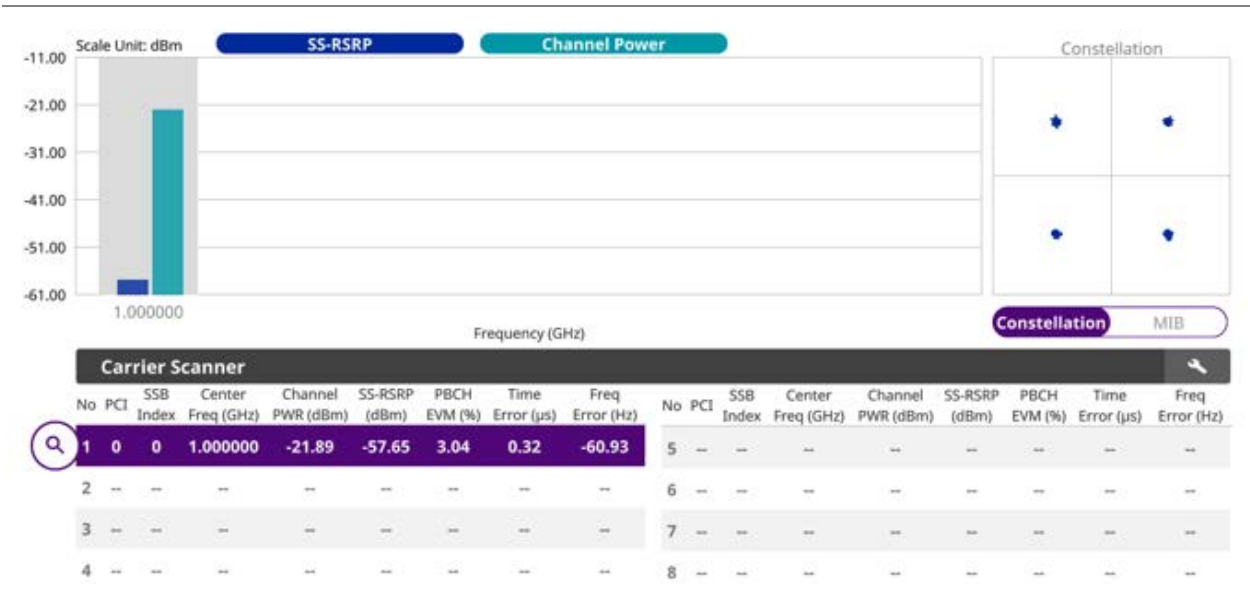 Scale Unit: dBm SS-RSRP Channel Power Constellation
-11.00
-21.00
-31.00
-41.00
-51.00
-61.00
1.000000
Frequency (GHz)
Constellation MIB
Carrier Scanner
No PCI SSB Index Center Freq (GHz) Channel PWR (dBm) SS-RSRP (dBm) PBCH EVM (%) Time Error (µs) Freq Error (Hz) No PCI SSB Index Center Freq (GHz) Channel PWR (dBm) SS-RSRP (dBm) PBCH EVM (%) Time Error (µs) Freq Error (Hz)
1 0 0 1.000000 -21.89 -57.65 3.04 0.32 -60.93 5 -- -- -- -- -- -- -- --
2 -- -- -- -- -- -- -- -- 6 -- -- -- -- -- -- -- --
3 -- -- -- -- -- -- -- -- 7 -- -- -- -- -- -- -- --
4 -- -- -- -- -- -- -- -- 8 -- -- -- -- -- -- -- --